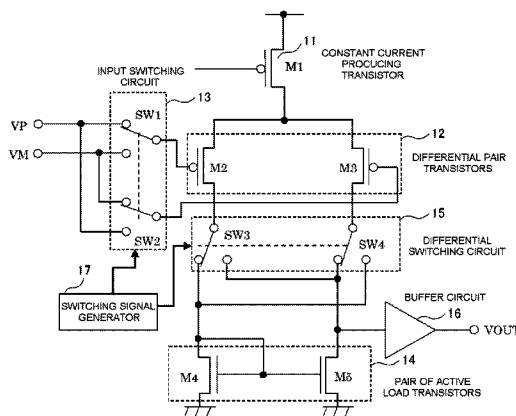 11
M1
CONSTANT CURRENT
PRODUCING
TRANSISTOR
INPUT SWITCHING
CIRCUIT
13
SW1
VP
VM
SW2
12
M2
M3
DIFFERENTIAL PAIR
TRANSISTORS
15
SW3
SW4
DIFFERENTIAL
SWITCHING CIRCUIT
17
SWITCHING SIGNAL
GENERATOR
BUFFER CIRCUIT
16
VOUT
M4
M5
14
PAIR OF ACTIVE
LOAD TRANSISTORS